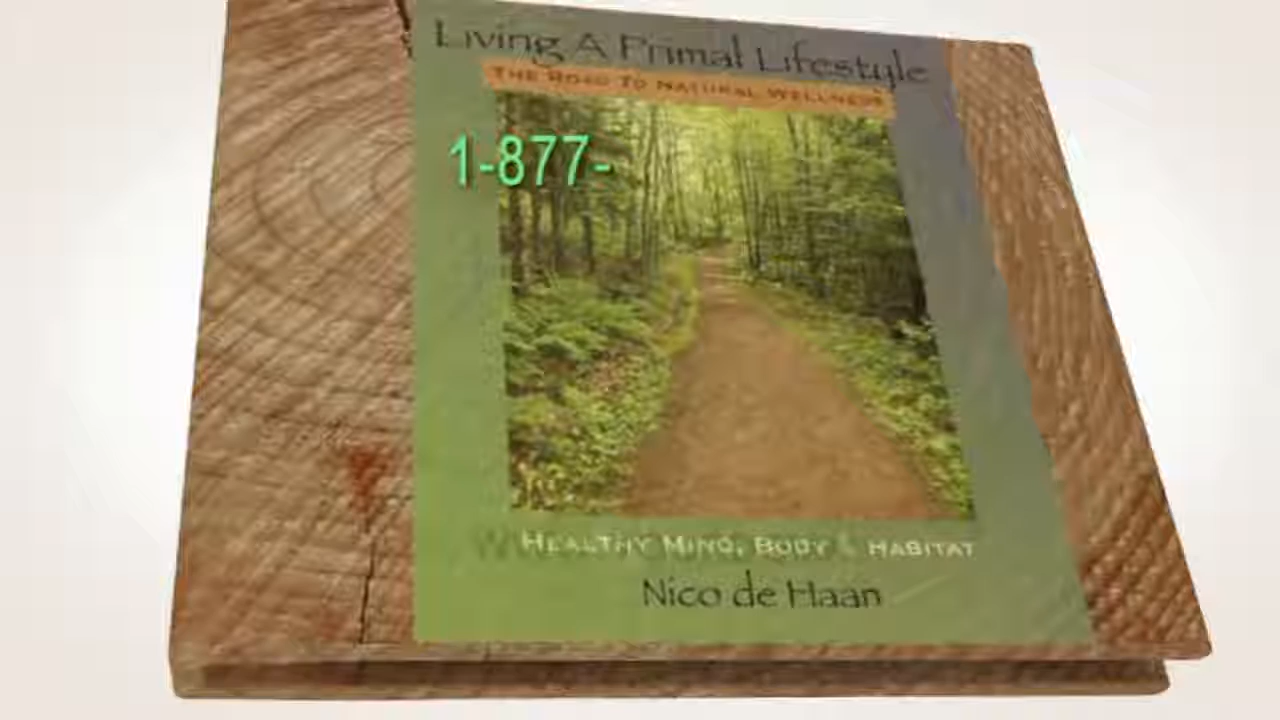 Living A Primal Lifestyle
The Road To Natural Wellness
1-877-
Healthy Mind, Body & Habitat
Nico de Haan